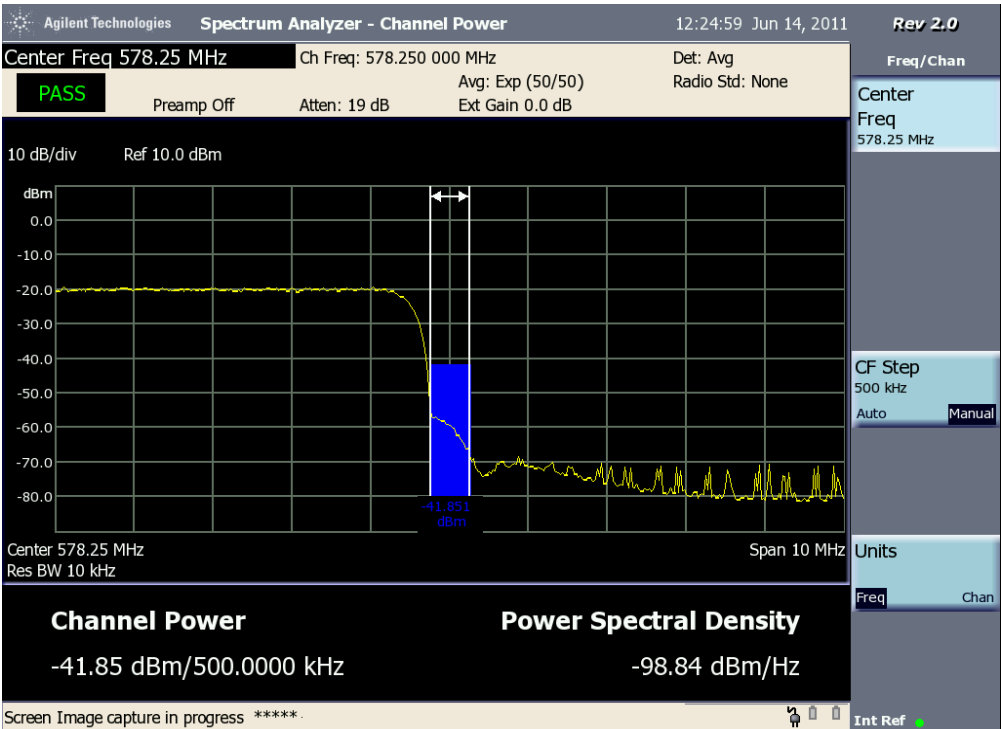 Agilent Technologies Spectrum Analyzer - Channel Power 12:24:59 Jun 14, 2011 Rev 2.0
Center Freq 578.25 MHz Ch Freq: 578.250 000 MHz Det: Avg Freq/Chan
Avg: Exp (50/50) Radio Std: None
PASS Preamp Off Atten: 19 dB Ext Gain 0.0 dB
Center
Freq
578.25 MHz
10 dB/div Ref 10.0 dBm
dBm
0.0
-10.0
-20.0
-30.0
-40.0
-50.0
-60.0
-70.0
-80.0
-41.851
dBm
CF Step
500 kHz
Auto Manual
Center 578.25 MHz Span 10 MHz
Res BW 10 kHz
Units
Freq Chan
Channel Power Power Spectral Density
-41.85 dBm/500.0000 kHz -98.84 dBm/Hz
Screen Image capture in progress *****. Int Ref